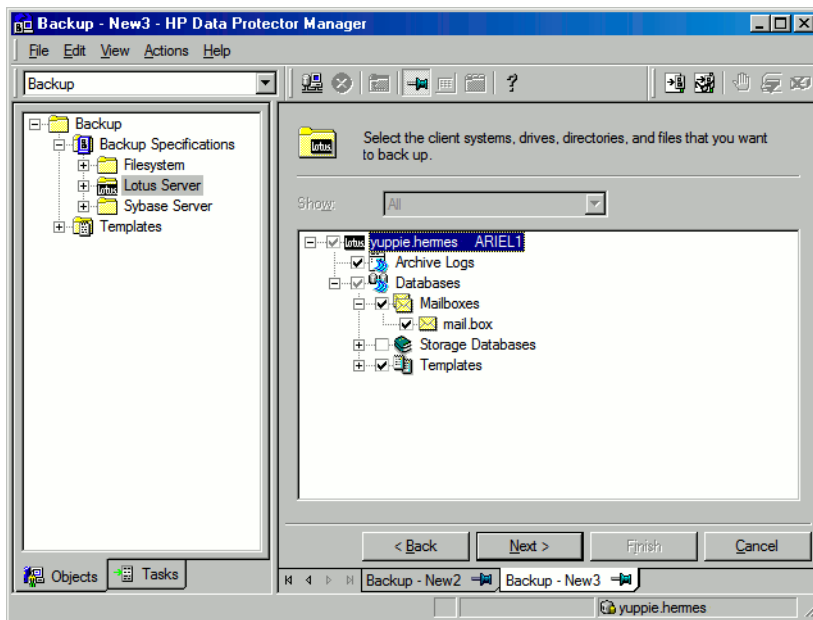 Backup - New3 - HP Data Protector Manager
File Edit View Actions Help
Backup
Backup
Backup Specifications
Filesystem
Lotus Server
Sybase Server
Templates
Select the client systems, drives, directories, and files that you want
to back up.
Show: All
yuppie.hermes ARIEL1
Archive Logs
Databases
Mailboxes
mail.box
Storage Databases
Templates
< Back Next > Finish Cancel
Objects Tasks
Backup - New2 Backup - New3
yuppie.hermes